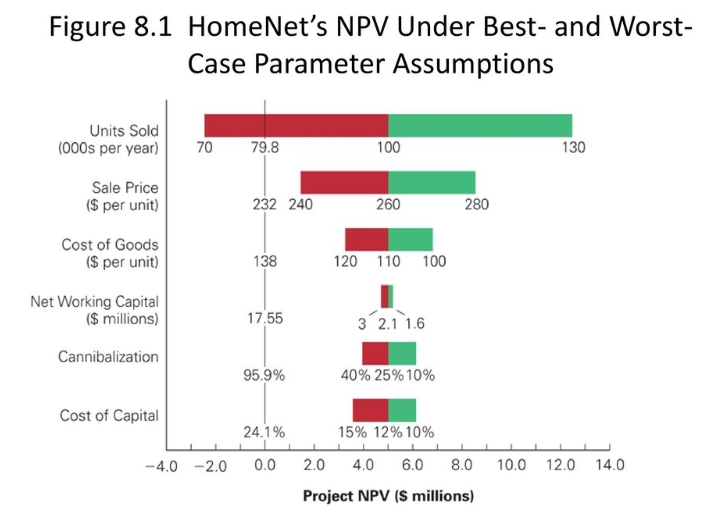 Figure 8.1 HomeNet’s NPV Under Best- and Worst-
Case Parameter Assumptions
Units Sold
(000s per year)
70 79.8 100 130
Sale Price
($ per unit)
232 240 260 280
Cost of Goods
($ per unit)
138 120 110 100
Net Working Capital
($ millions)
17.55 3 2.1 1.6
Cannibalization
95.9% 40% 25% 10%
Cost of Capital
24.1% 15% 12% 10%
−4.0 −2.0 0.0 2.0 4.0 6.0 8.0 10.0 12.0 14.0
Project NPV ($ millions)